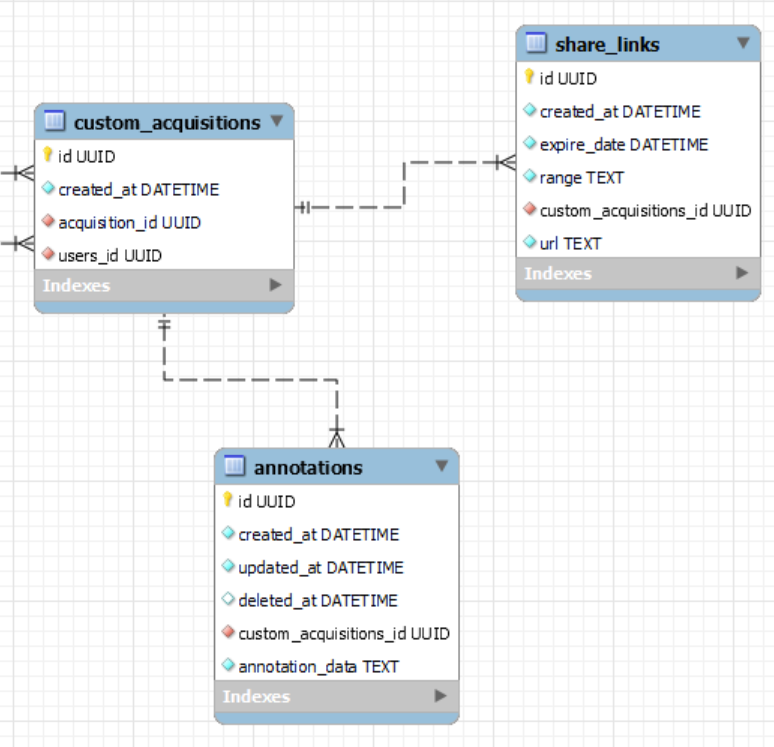 custom_acquisitions
id UUID
created_at DATETIME
acquisition_id UUID
users_id UUID
Indexes
share_links
id UUID
created_at DATETIME
expire_date DATETIME
range TEXT
custom_acquisitions_id UUID
url TEXT
Indexes
annotations
id UUID
created_at DATETIME
updated_at DATETIME
deleted_at DATETIME
custom_acquisitions_id UUID
annotation_data TEXT
Indexes